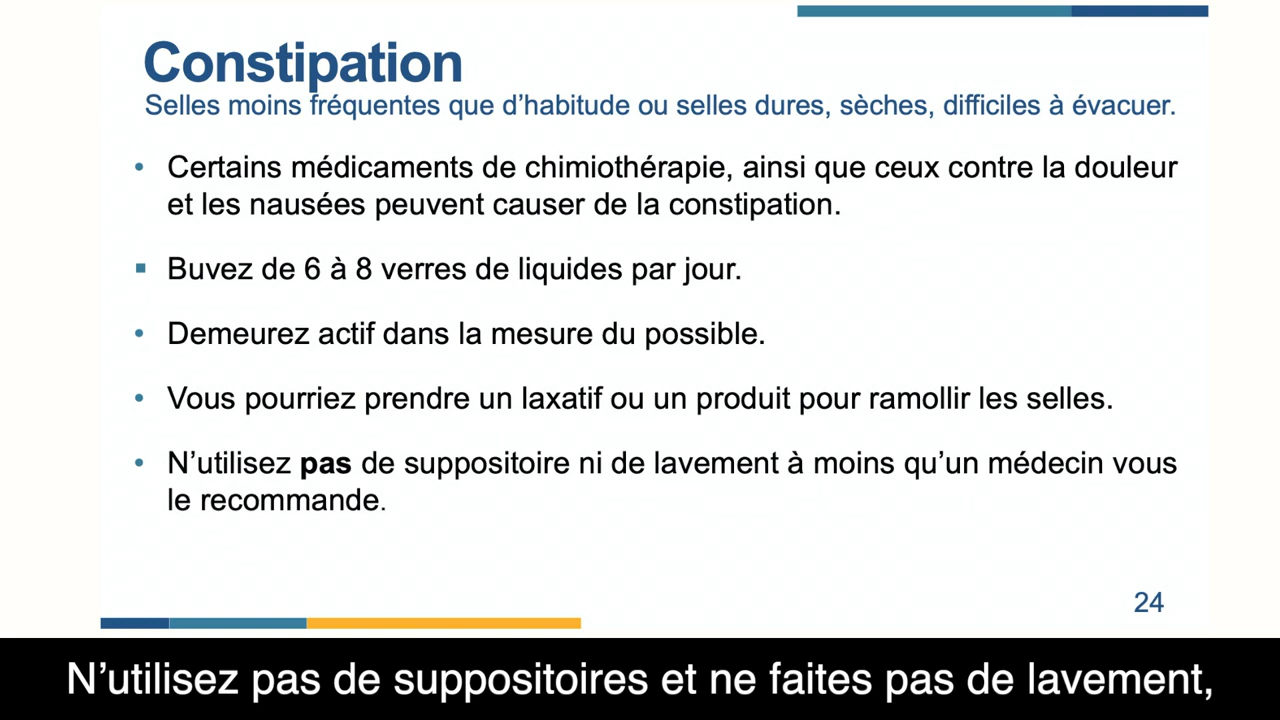 Constipation
Selles moins fréquentes que d’habitude ou selles dures, sèches, difficiles à évacuer.
• Certains médicaments de chimiothérapie, ainsi que ceux contre la douleur
et les nausées peuvent causer de la constipation.
▪ Buvez de 6 à 8 verres de liquides par jour.
• Demeurez actif dans la mesure du possible.
• Vous pourriez prendre un laxatif ou un produit pour ramollir les selles.
• N’utilisez pas de suppositoire ni de lavement à moins qu’un médecin vous
le recommande.
24
N’utilisez pas de suppositoires et ne faites pas de lavement,